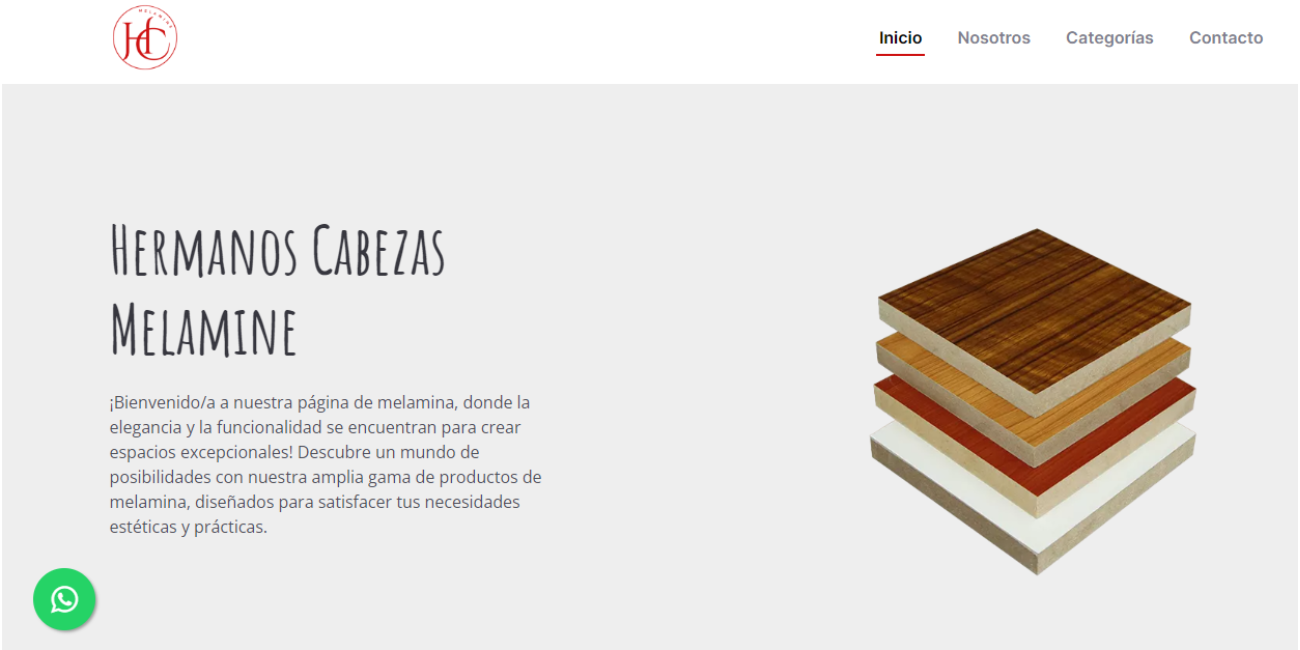 MELAMINE
HC
Inicio
Nosotros
Categorías
Contacto
Hermanos Cabezas
Melamine
¡Bienvenido/a a nuestra página de melamina, donde la
elegancia y la funcionalidad se encuentran para crear
espacios excepcionales! Descubre un mundo de
posibilidades con nuestra amplia gama de productos de
melamina, diseñados para satisfacer tus necesidades
estéticas y prácticas.